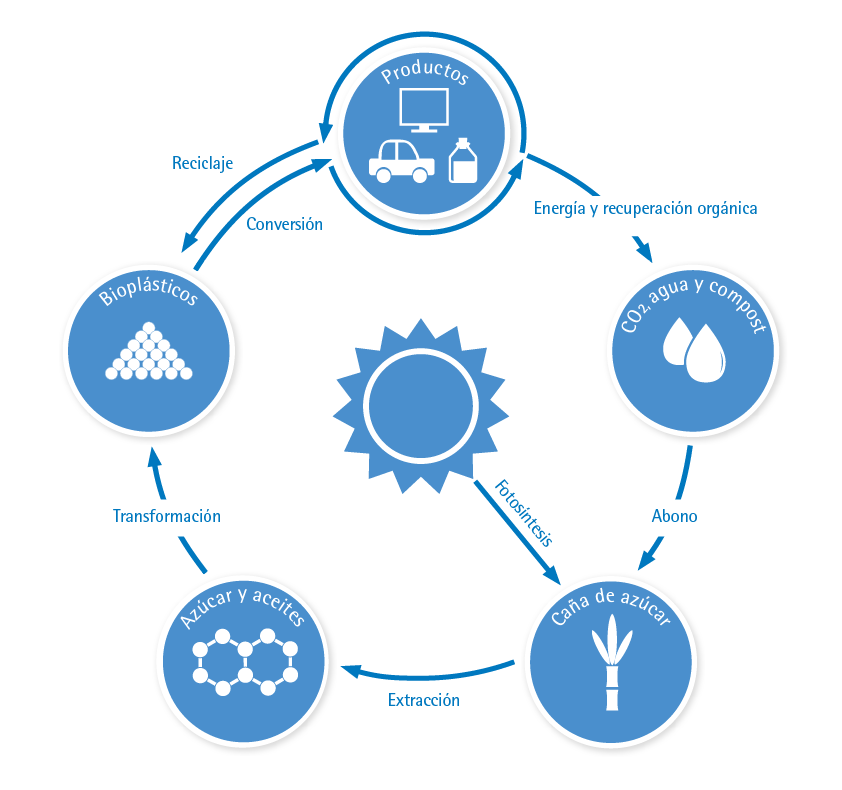 Productos
Reciclaje
Conversión
Energía y recuperación orgánica
Bioplásticos
CO2, agua y compost
Fotosíntesis
Transformación
Abono
Azúcar y aceites
Caña de azúcar
Extracción